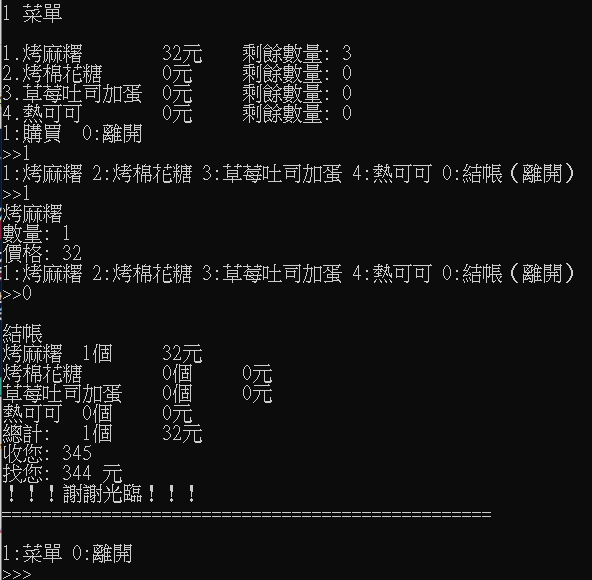 1 菜單
1.烤麻糬 32元 剩餘數量: 3
2.烤棉花糖 0元 剩餘數量: 0
3.草莓吐司加蛋 0元 剩餘數量: 0
4.熱可可 0元 剩餘數量: 0
1:購買 0:離開
>>1
1:烤麻糬 2:烤棉花糖 3:草莓吐司加蛋 4:熱可可 0:結帳(離開)
>>1
烤麻糬
數量: 1
價格: 32
1:烤麻糬 2:烤棉花糖 3:草莓吐司加蛋 4:熱可可 0:結帳(離開)
>>0
結帳
烤麻糬 1個 32元
烤棉花糖 0個 0元
草莓吐司加蛋 0個 0元
熱可可 0個 0元
總計: 1個 32元
收您: 345
找您: 344 元
！！！謝謝光臨！！！
=================================================
1:菜單 0:離開
>>>